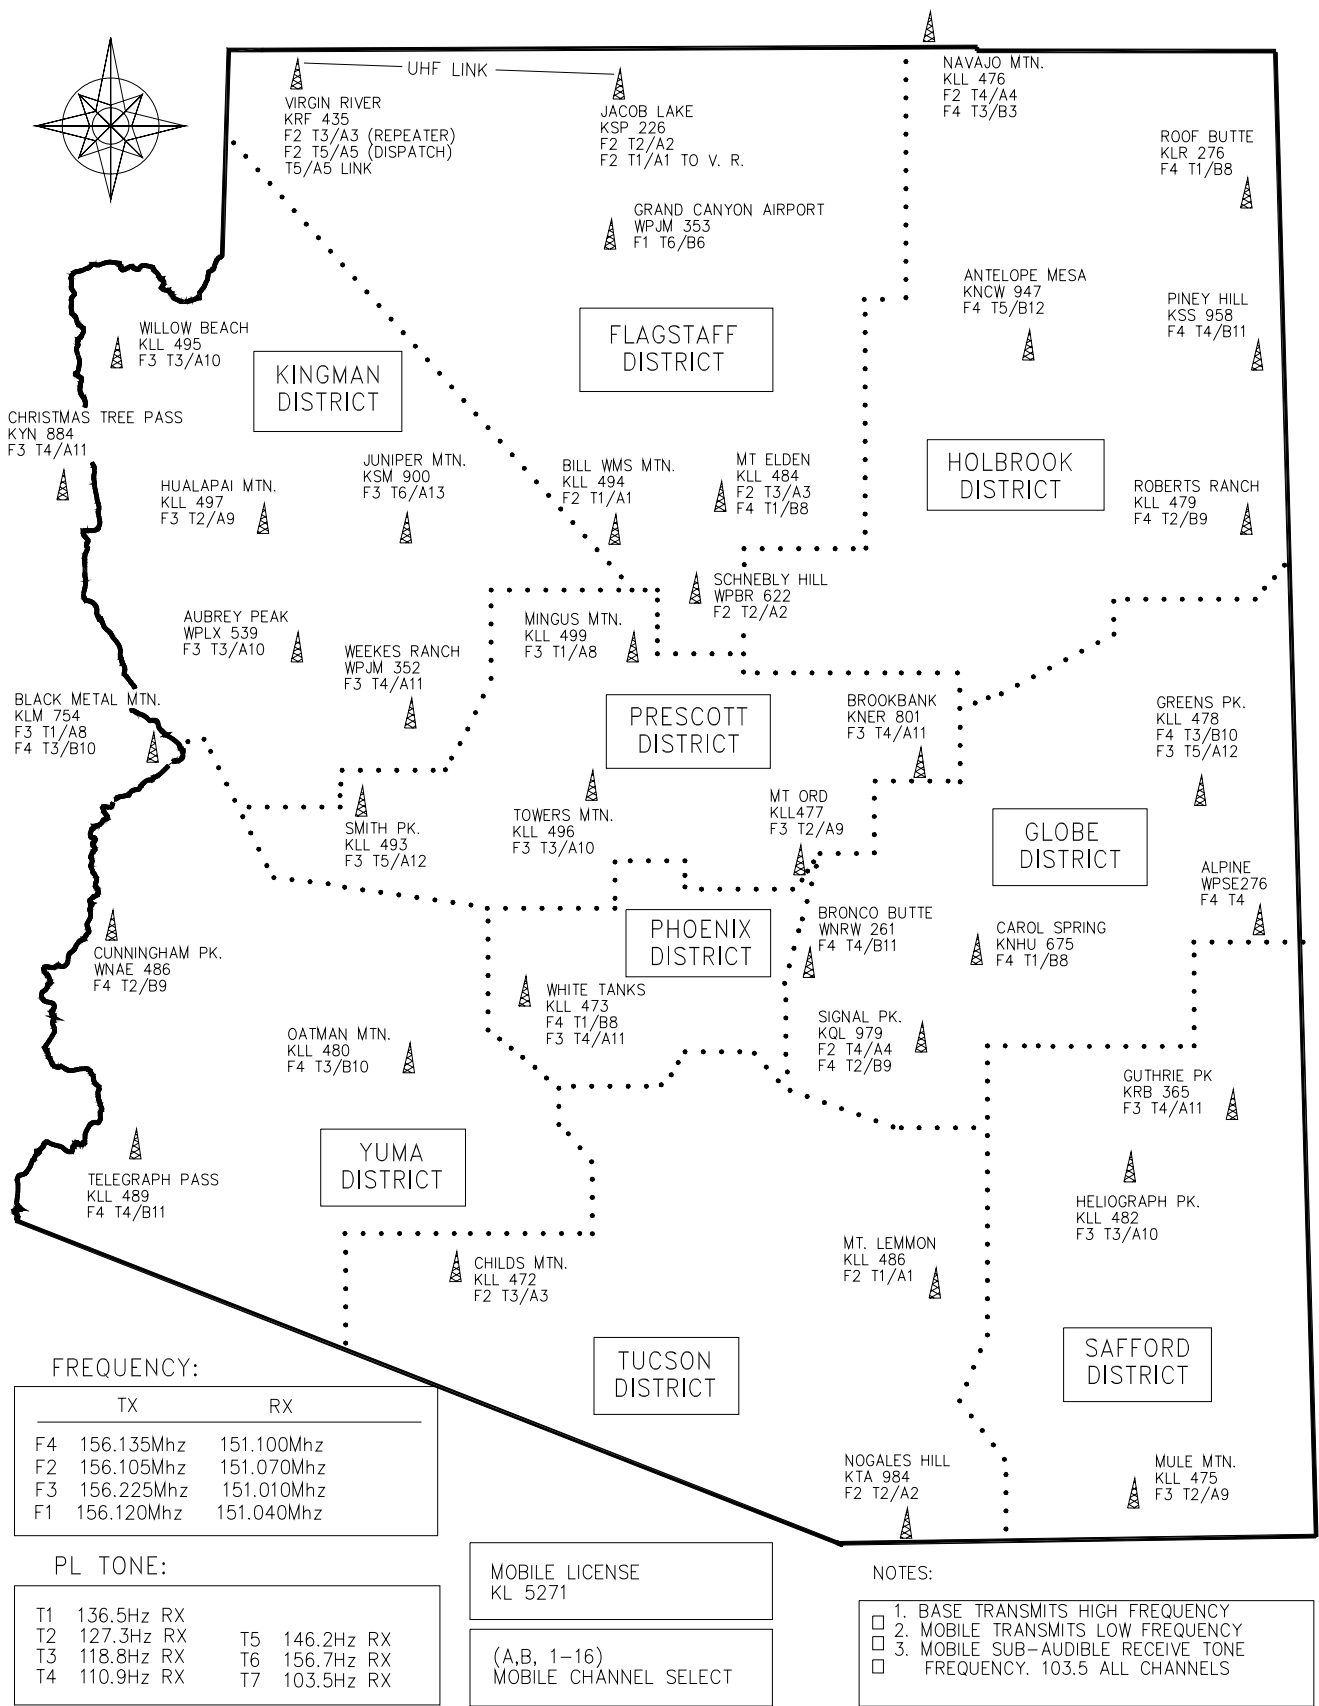 UHF LINK
VIRGIN RIVER
KRF 435
F2 T3/A3 (REPEATER)
F2 T5/A5 (DISPATCH)
T5/A5 LINK
JACOB LAKE
KSP 226
F2 T2/A2
F2 T1/A1 TO V. R.
NAVAJO MTN.
KLL 476
F2 T4/A4
F4 T3/B3
ROOF BUTTE
KLR 276
F4 T1/B8
GRAND CANYON AIRPORT
WPJM 353
F1 T6/B6
ANTELOPE MESA
KNCW 947
F4 T5/B12
PINEY HILL
KSS 958
F4 T4/B11
WILLOW BEACH
KLL 495
F3 T3/A10
KINGMAN
DISTRICT
FLAGSTAFF
DISTRICT
CHRISTMAS TREE PASS
KYN 884
F3 T4/A11
HUALAPAI MTN.
KLL 497
F3 T2/A9
JUNIPER MTN.
KSM 900
F3 T6/A13
BILL WMS MTN.
KLL 494
F2 T1/A1
MT ELDEN
KLL 484
F2 T3/A3
F4 T1/B8
HOLBROOK
DISTRICT
ROBERTS RANCH
KLL 479
F4 T2/B9
SCHNEBLY HILL
WPBR 622
F2 T2/A2
AUBREY PEAK
WPLX 539
F3 T3/A10
WEEKES RANCH
WPJM 352
F3 T4/A11
MINGUS MTN.
KLL 499
F3 T1/A8
BLACK METAL MTN.
KLM 754
F3 T1/A8
F4 T3/B10
PRESCOTT
DISTRICT
BROOKBANK
KNER 801
F3 T4/A11
GREENS PK.
KLL 478
F4 T3/B10
F3 T5/A12
SMITH PK.
KLL 493
F3 T5/A12
TOWERS MTN.
KLL 496
F3 T3/A10
MT ORD
KLL477
F3 T2/A9
GLOBE
DISTRICT
ALPINE
WPSE276
F4 T4
CUNNINGHAM PK.
WNAE 486
F4 T2/B9
PHOENIX
DISTRICT
BRONCO BUTTE
WNRW 261
F4 T4/B11
CAROL SPRING
KNHU 675
F4 T1/B8
WHITE TANKS
KLL 473
F4 T1/B8
F3 T4/A11
OATMAN MTN.
KLL 480
F4 T3/B10
SIGNAL PK.
KQL 979
F2 T4/A4
F4 T2/B9
GUTHRIE PK
KRB 365
F3 T4/A11
YUMA
DISTRICT
TELEGRAPH PASS
KLL 489
F4 T4/B11
HELIOGRAPH PK.
KLL 482
F3 T3/A10
CHILDS MTN.
KLL 472
F2 T3/A3
MT. LEMMON
KLL 486
F2 T1/A1
TUCSON
DISTRICT
SAFFORD
DISTRICT
NOGALES HILL
KTA 984
F2 T2/A2
MULE MTN.
KLL 475
F3 T2/A9
FREQUENCY:
TX RX
F4 156.135Mhz 151.100Mhz
F2 156.105Mhz 151.070Mhz
F3 156.225Mhz 151.010Mhz
F1 156.120Mhz 151.040Mhz
PL TONE:
T1 136.5Hz RX
T2 127.3Hz RX T5 146.2Hz RX
T3 118.8Hz RX T6 156.7Hz RX
T4 110.9Hz RX T7 103.5Hz RX
MOBILE LICENSE
KL 5271
(A,B, 1-16)
MOBILE CHANNEL SELECT
NOTES:
1. BASE TRANSMITS HIGH FREQUENCY
2. MOBILE TRANSMITS LOW FREQUENCY
3. MOBILE SUB-AUDIBLE RECEIVE TONE
FREQUENCY. 103.5 ALL CHANNELS